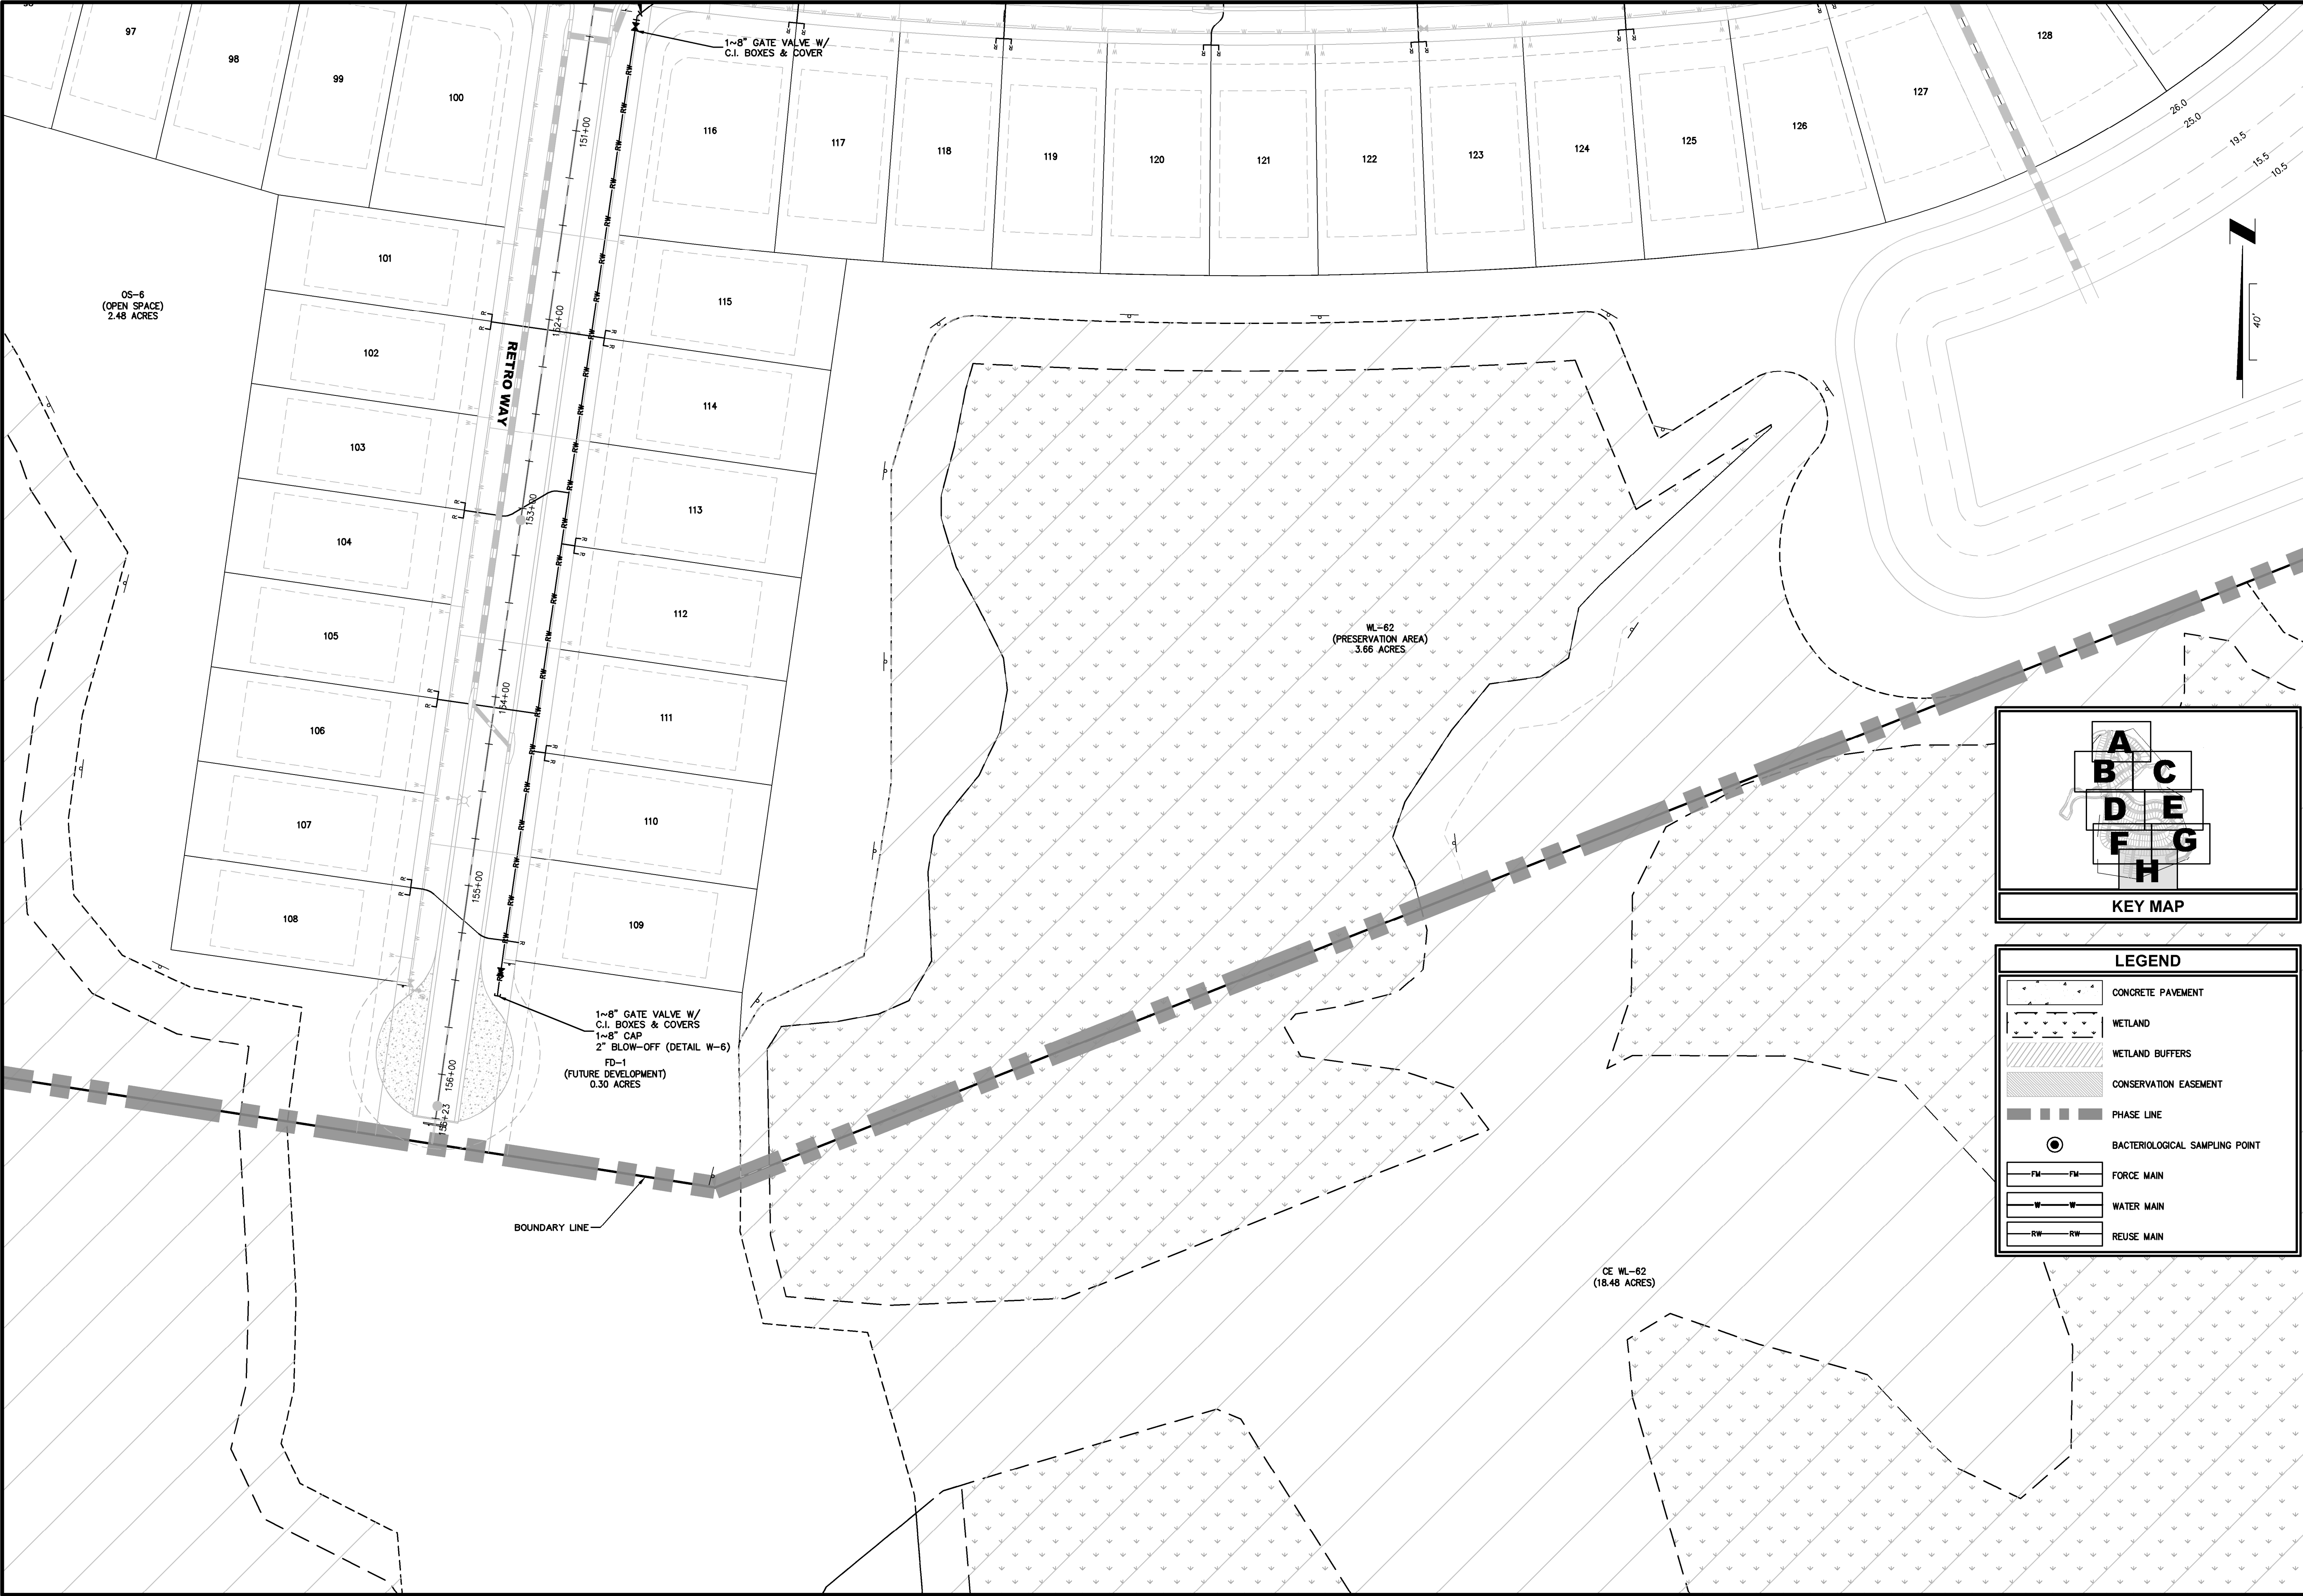 97
98
99
100
1~8" GATE VALVE W/
C.I. BOXES & COVER
116
117
118
119
120
121
122
123
124
125
126
127
128
26.0
25.0
19.5
15.5
10.5
40'
151+00
152+00
153+00
154+00
155+00
156+00
156+23
RETRO WAY
OS-6
(OPEN SPACE)
2.48 ACRES
101
102
103
104
105
106
107
108
115
114
113
112
111
110
109
WL-62
(PRESERVATION AREA)
3.66 ACRES
1~8" GATE VALVE W/
C.I. BOXES & COVERS
1~8" CAP
2" BLOW-OFF (DETAIL W-6)
FD-1
(FUTURE DEVELOPMENT)
0.30 ACRES
BOUNDARY LINE
CE WL-62
(18.48 ACRES)
A
B C
D E
F G
H
KEY MAP
LEGEND
CONCRETE PAVEMENT
WETLAND
WETLAND BUFFERS
CONSERVATION EASEMENT
PHASE LINE
BACTERIOLOGICAL SAMPLING POINT
FM FM FORCE MAIN
W W WATER MAIN
RW RW REUSE MAIN